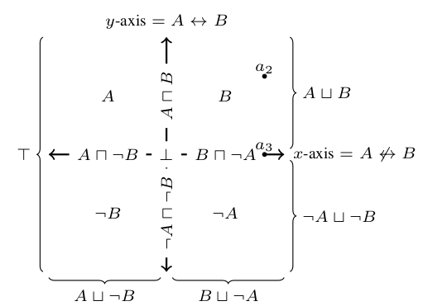 y-axis = A ↔ B
a₂
A ⊓ B
A
B
A ⊔ B
⊤
A ⊓ ¬B
⊥
B ⊓ ¬A
a₃
x-axis = A ↮ B
¬A ⊓ ¬B
¬B
¬A
¬A ⊔ ¬B
A ⊔ ¬B
B ⊔ ¬A